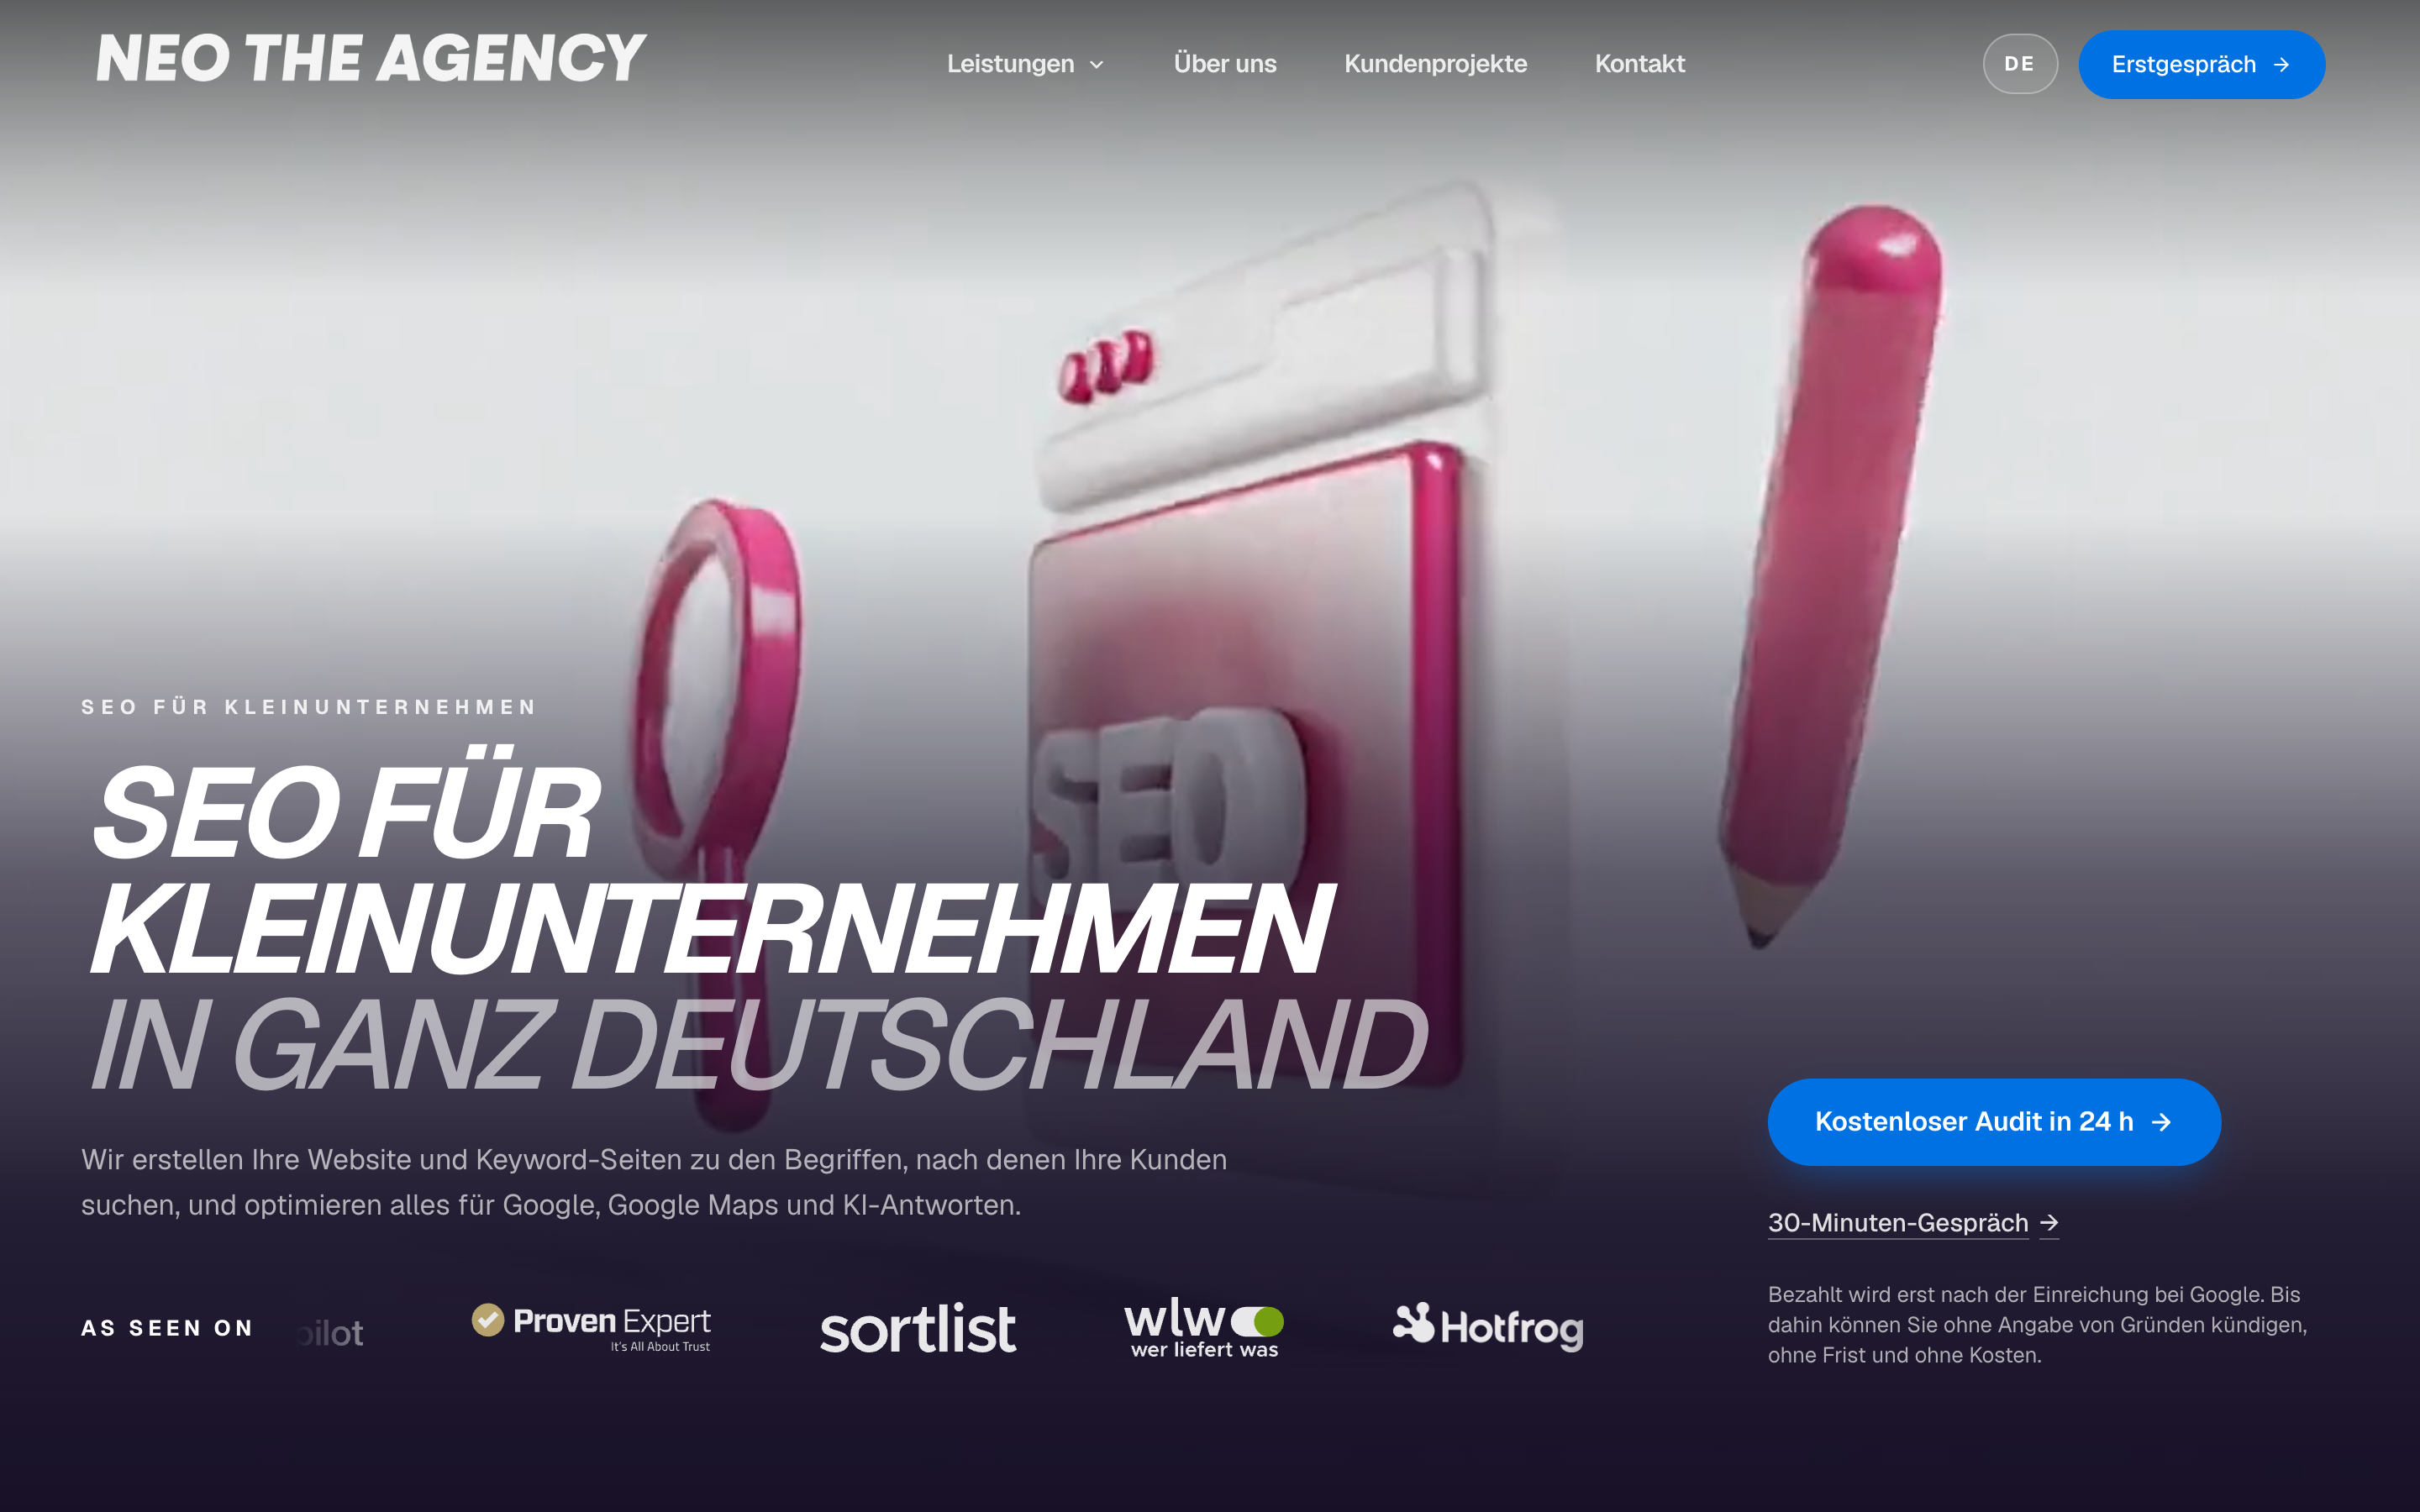 NEO THE AGENCY
Leistungen
Über uns
Kundenprojekte
Kontakt
DE
Erstgespräch →
SEO
SEO FÜR KLEINUNTERNEHMEN
SEO FÜR
KLEINUNTERNEHMEN
IN GANZ DEUTSCHLAND
Wir erstellen Ihre Website und Keyword-Seiten zu den Begriffen, nach denen Ihre Kunden
suchen, und optimieren alles für Google, Google Maps und KI-Antworten.
Kostenloser Audit in 24 h →
30-Minuten-Gespräch →
Bezahlt wird erst nach der Einreichung bei Google. Bis
dahin können Sie ohne Angabe von Gründen kündigen,
ohne Frist und ohne Kosten.
AS SEEN ON
Proven Expert
It's All About Trust
sortlist
wlw
wer liefert was
Hotfrog